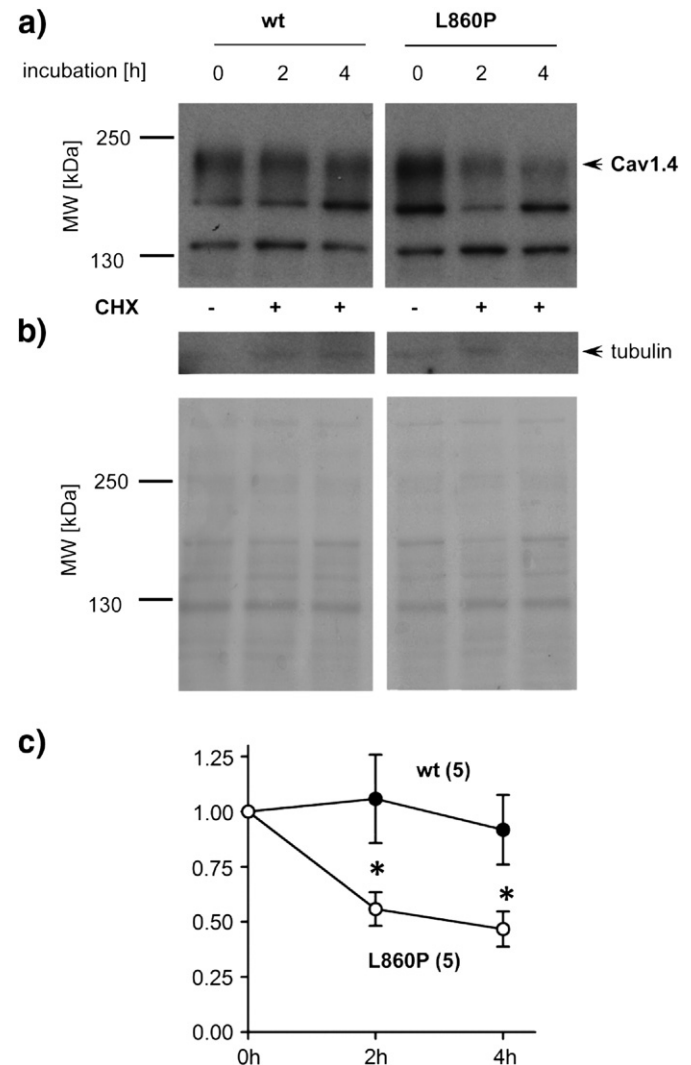 a)
wt L860P
incubation [h] 0 2 4 0 2 4
250
Cav1.4
MW [kDa]
130
CHX - + + - + +
b)
tubulin
250
MW [kDa]
130
c)
1.25
wt (5)
1.00
0.75
*
*
0.50
L860P (5)
0.25
0.00
0h 2h 4h